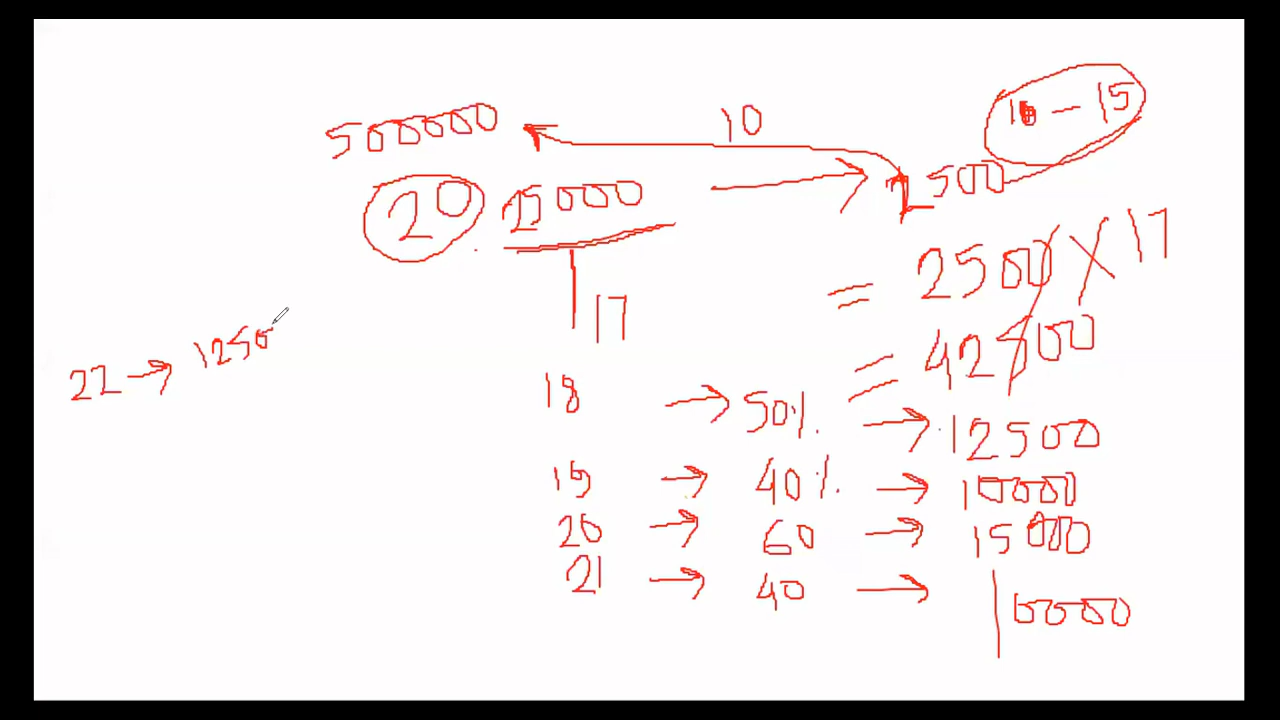 500000 10 16 - 15
20 25000 → 2500
17 = 2500 X 17
= 42500
22 → 1250
18 → 50% → 12500
19 → 40% → 10000
20 → 60 → 15000
21 → 40 → 10000